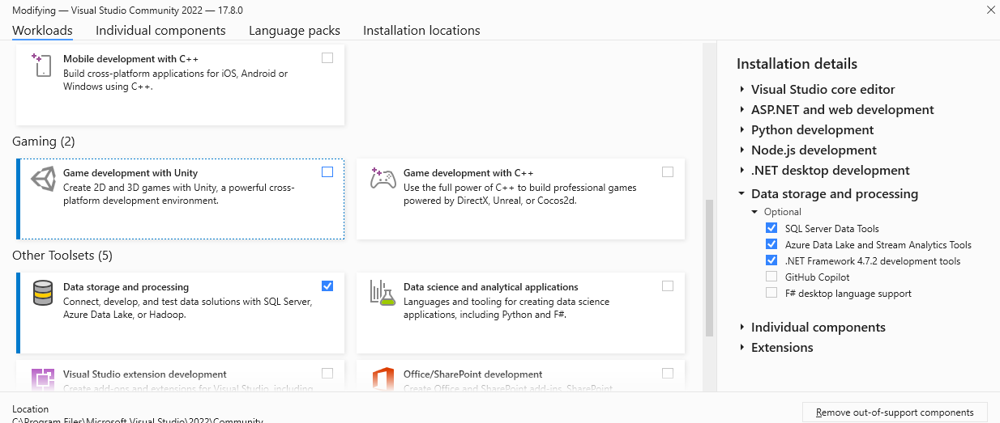 Modifying — Visual Studio Community 2022 — 17.8.0
Workloads Individual components Language packs Installation locations
Mobile development with C++
Build cross-platform applications for iOS, Android or
Windows using C++.
Gaming (2)
Game development with Unity
Create 2D and 3D games with Unity, a powerful cross-
platform development environment.
Game development with C++
Use the full power of C++ to build professional games
powered by DirectX, Unreal, or Cocos2d.
Other Toolsets (5)
Data storage and processing
Connect, develop, and test data solutions with SQL Server,
Azure Data Lake, or Hadoop.
Data science and analytical applications
Languages and tooling for creating data science
applications, including Python and F#.
Visual Studio extension development
Create add-ons and extensions for Visual Studio, including
Office/SharePoint development
Create Office and SharePoint add-ins, SharePoint
Location
C:\Program Files\Microsoft Visual Studio\2022\Community
Installation details
Visual Studio core editor
ASP.NET and web development
Python development
Node.js development
.NET desktop development
Data storage and processing
Optional
SQL Server Data Tools
Azure Data Lake and Stream Analytics Tools
.NET Framework 4.7.2 development tools
GitHub Copilot
F# desktop language support
Individual components
Extensions
Remove out-of-support components